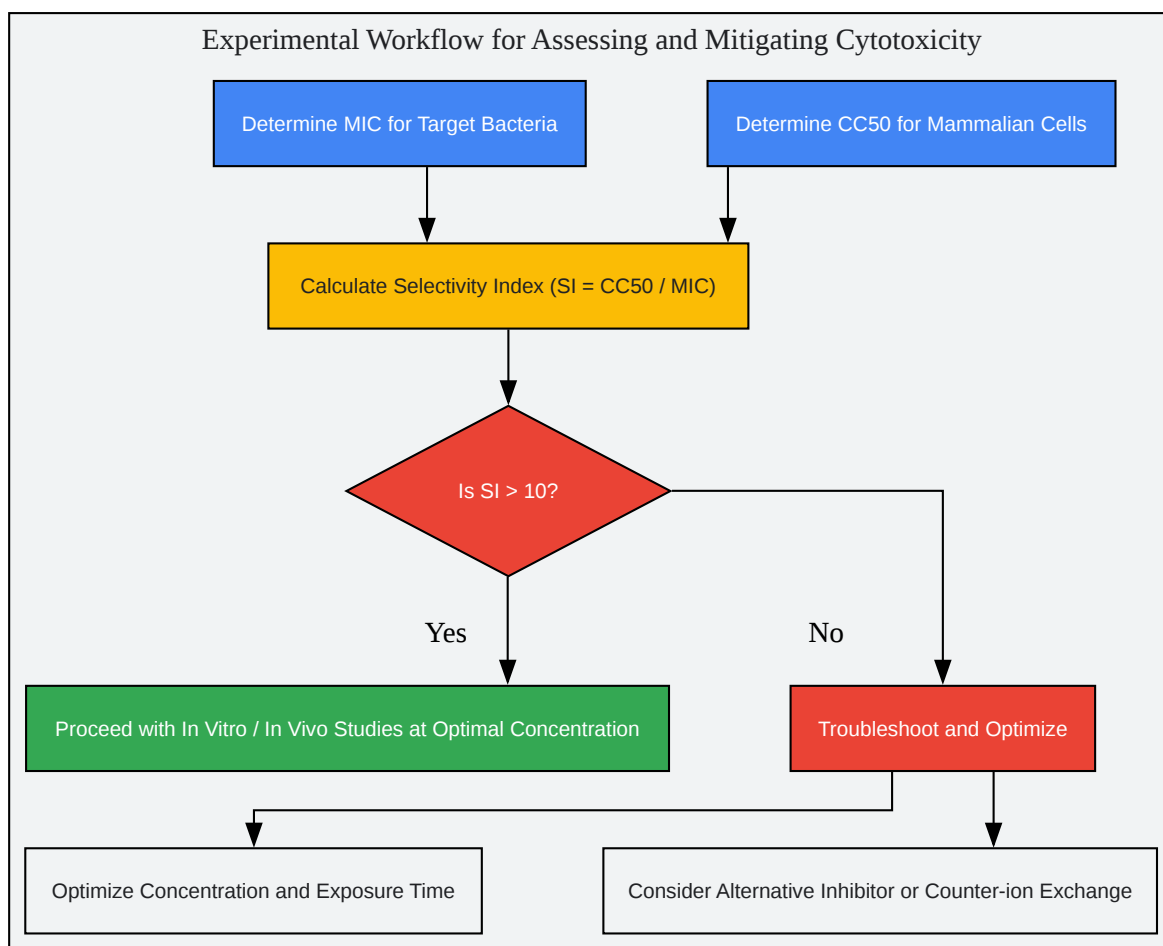 Experimental Workflow for Assessing and Mitigating Cytotoxicity
Determine MIC for Target Bacteria
Determine CC50 for Mammalian Cells
Calculate Selectivity Index (SI = CC50 / MIC)
Is SI > 10?
Yes
No
Proceed with In Vitro / In Vivo Studies at Optimal Concentration
Troubleshoot and Optimize
Optimize Concentration and Exposure Time
Consider Alternative Inhibitor or Counter-ion Exchange